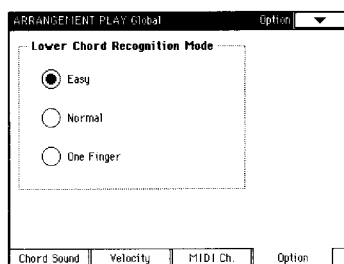 ARRANGEMENT PLAY Global Option
Lower Chord Recognition Mode
Easy
Normal
One Finger
Chord Sound Velocity MIDI Ch. Option